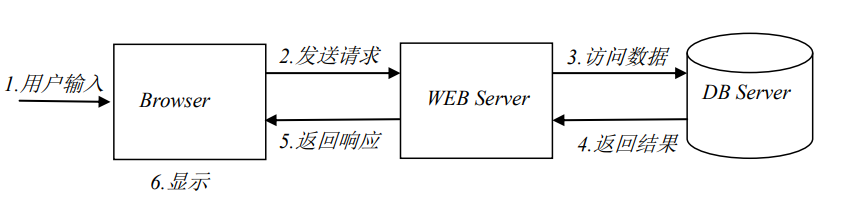 1.用户输入
Browser
2.发送请求
WEB Server
3.访问数据
DB Server
4.返回结果
5.返回响应
6.显示